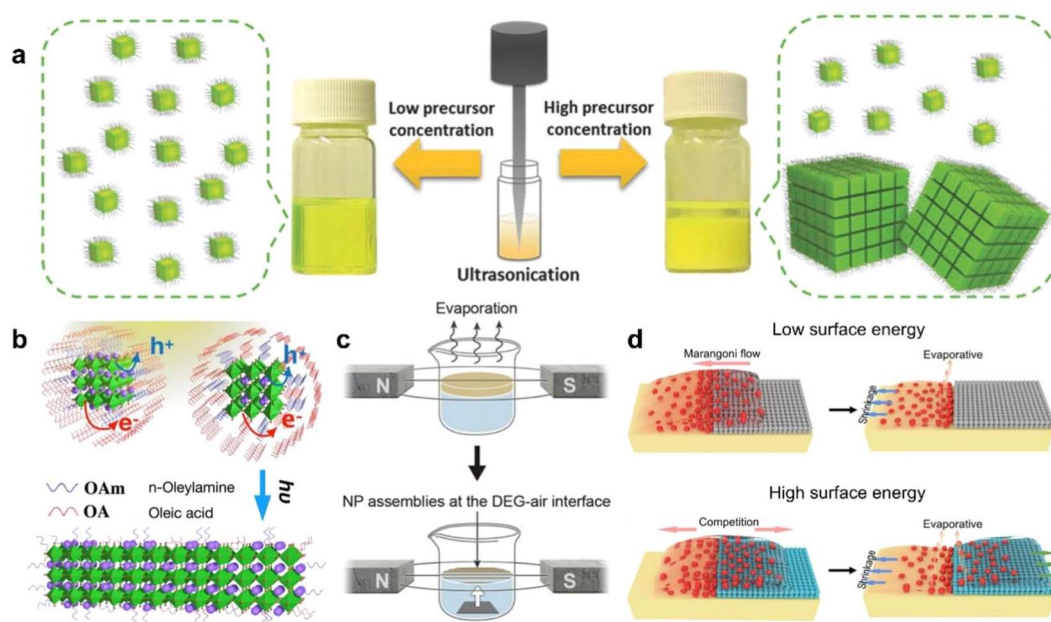 a
Low precursor
concentration
High precursor
concentration
Ultrasonication
b
h+
e-
h+
e-
OAm n-Oleylamine
OA Oleic acid
hυ
c
Evaporation
N
S
NP assemblies at the DEG-air interface
N
S
d
Low surface energy
Marangoni flow
Evaporative
Shrinkage
High surface energy
Competition
Evaporative
Shrinkage